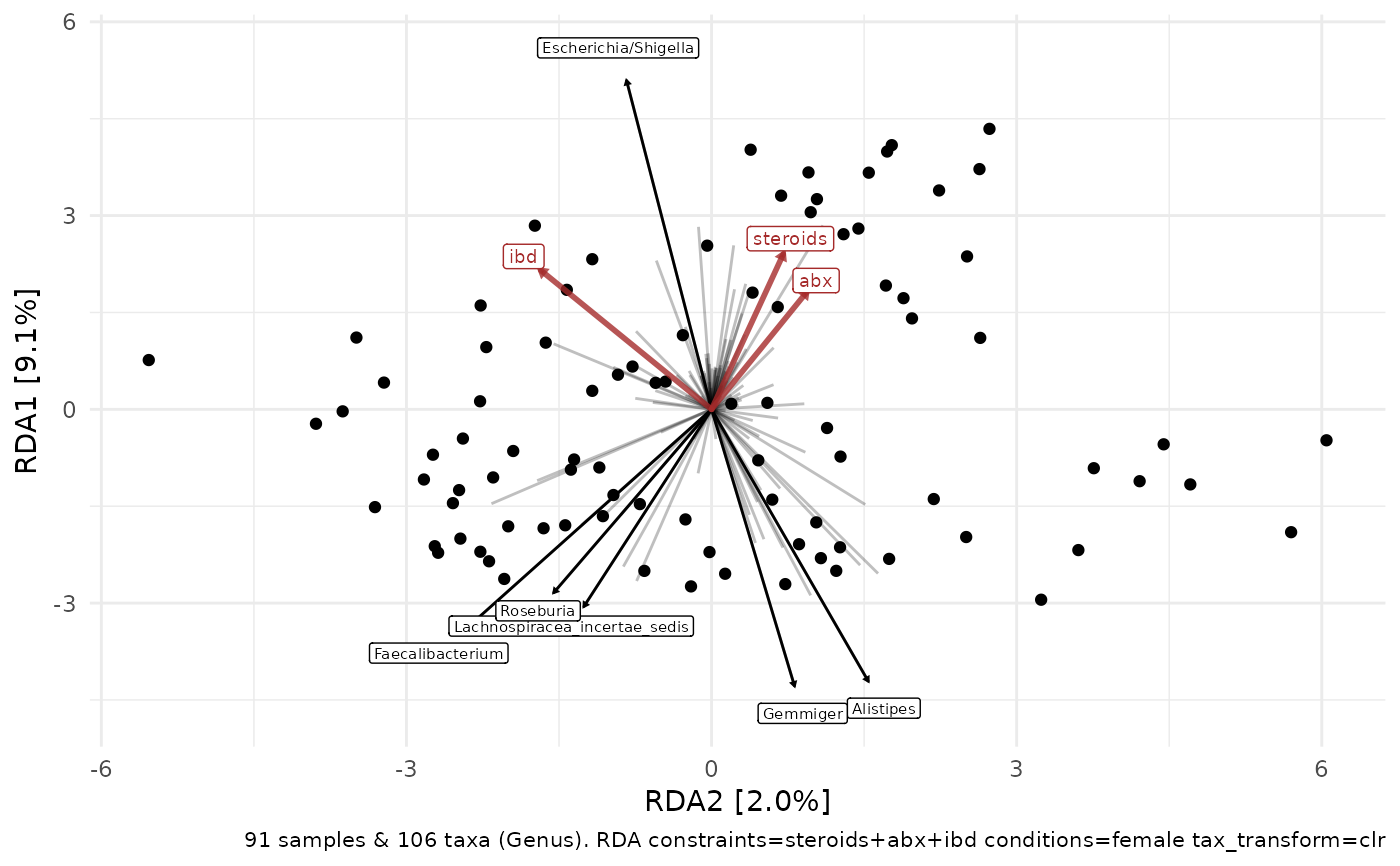 6
Escherichia/Shigella
3
steroids
ibd
abx
RDA1 [9.1%]
0
-3
Roseburia
Lachnospiracea_incertae_sedis
Faecalibacterium
Gemmiger
Alistipes
-6
-3
0
3
6
RDA2 [2.0%]
91 samples & 106 taxa (Genus). RDA constraints=steroids+abx+ibd conditions=female tax_transform=clr